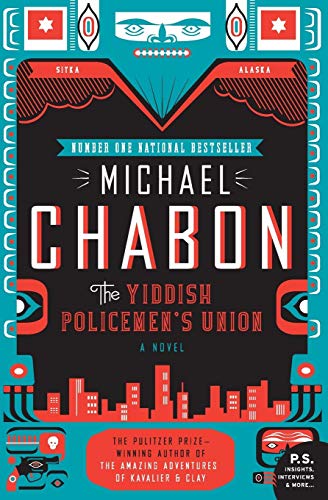 SITKA ALASKA
NUMBER ONE NATIONAL BESTSELLER
MICHAEL
CHABON
The YIDDISH
POLICEMEN'S UNION
A NOVEL
THE PULITZER PRIZE–
WINNING AUTHOR OF
THE AMAZING ADVENTURES
OF KAVALIER & CLAY
P.S.
INSIGHTS,
INTERVIEWS
& MORE...